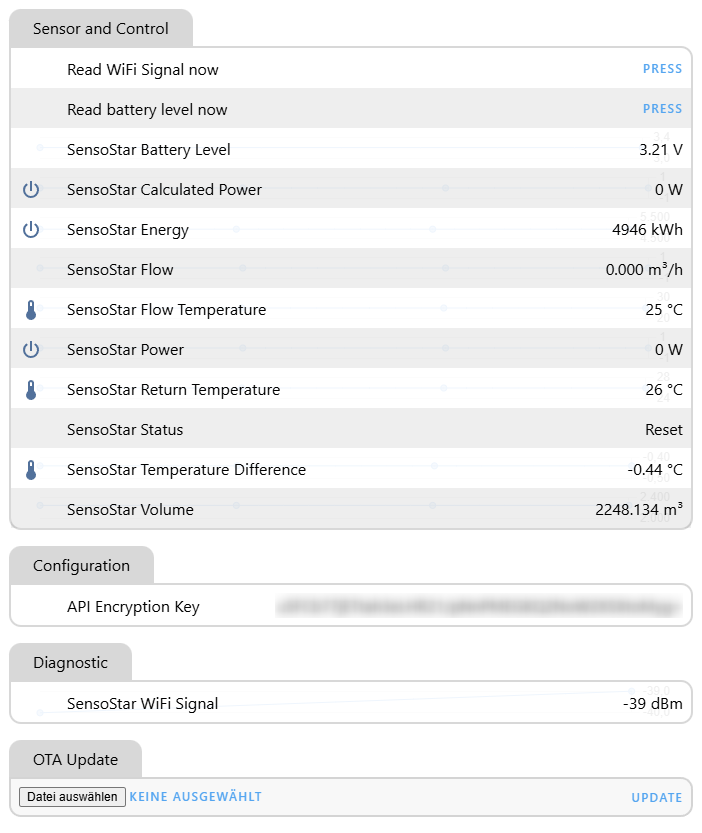 Sensor and Control
Read WiFi Signal now PRESS
Read battery level now PRESS
SensoStar Battery Level 3.21 V
SensoStar Calculated Power 0 W
SensoStar Energy 4946 kWh
SensoStar Flow 0.000 m³/h
SensoStar Flow Temperature 25 °C
SensoStar Power 0 W
SensoStar Return Temperature 26 °C
SensoStar Status Reset
SensoStar Temperature Difference -0.44 °C
SensoStar Volume 2248.134 m³
Configuration
API Encryption Key
Diagnostic
SensoStar WiFi Signal -39 dBm
OTA Update
Datei auswählen KEINE AUSGEWÄHLT UPDATE